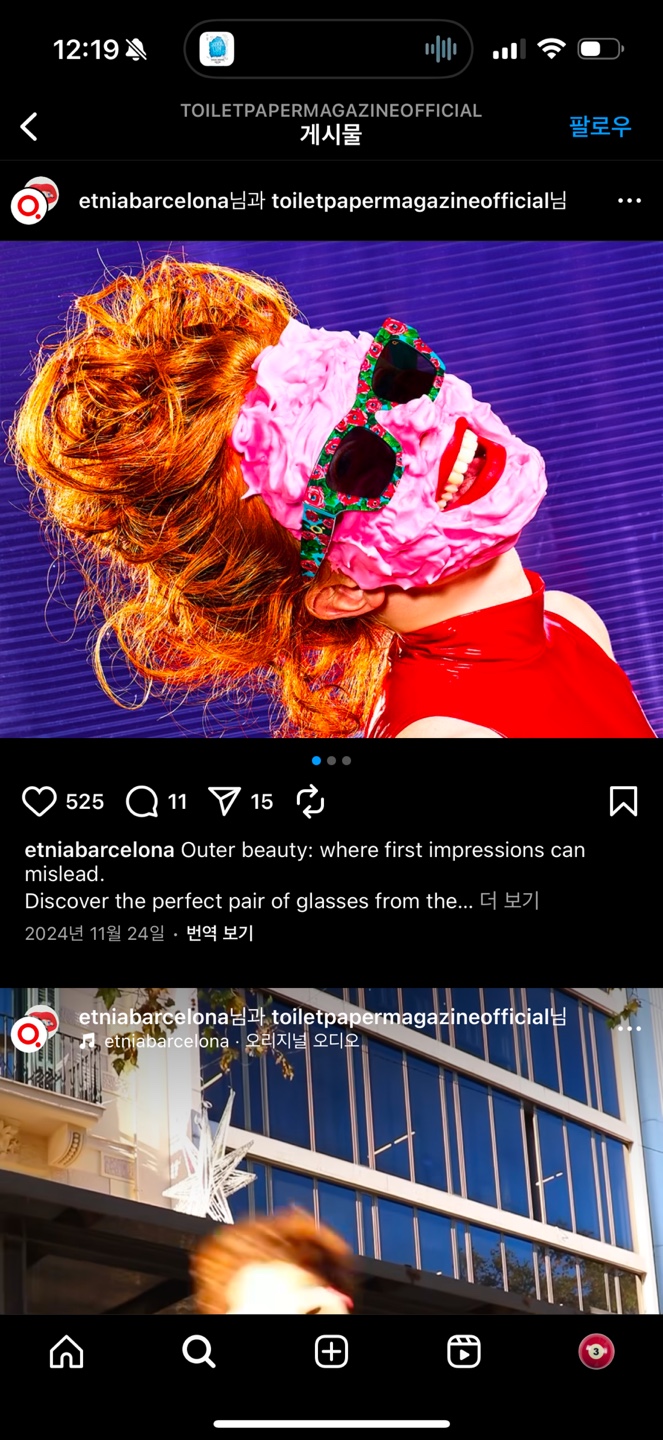 12:19
TOILETPAPERMAGAZINEOFFICIAL
게시물
팔로우
etniabarcelona님과 toiletpapermagazineofficial님
525 11 15
etniabarcelona Outer beauty: where first impressions can
mislead.
Discover the perfect pair of glasses from the... 더 보기
2024년 11월 24일 · 번역 보기
etniabarcelona님과 toiletpapermagazineofficial님
etniabarcelona · 오리지널 오디오
3